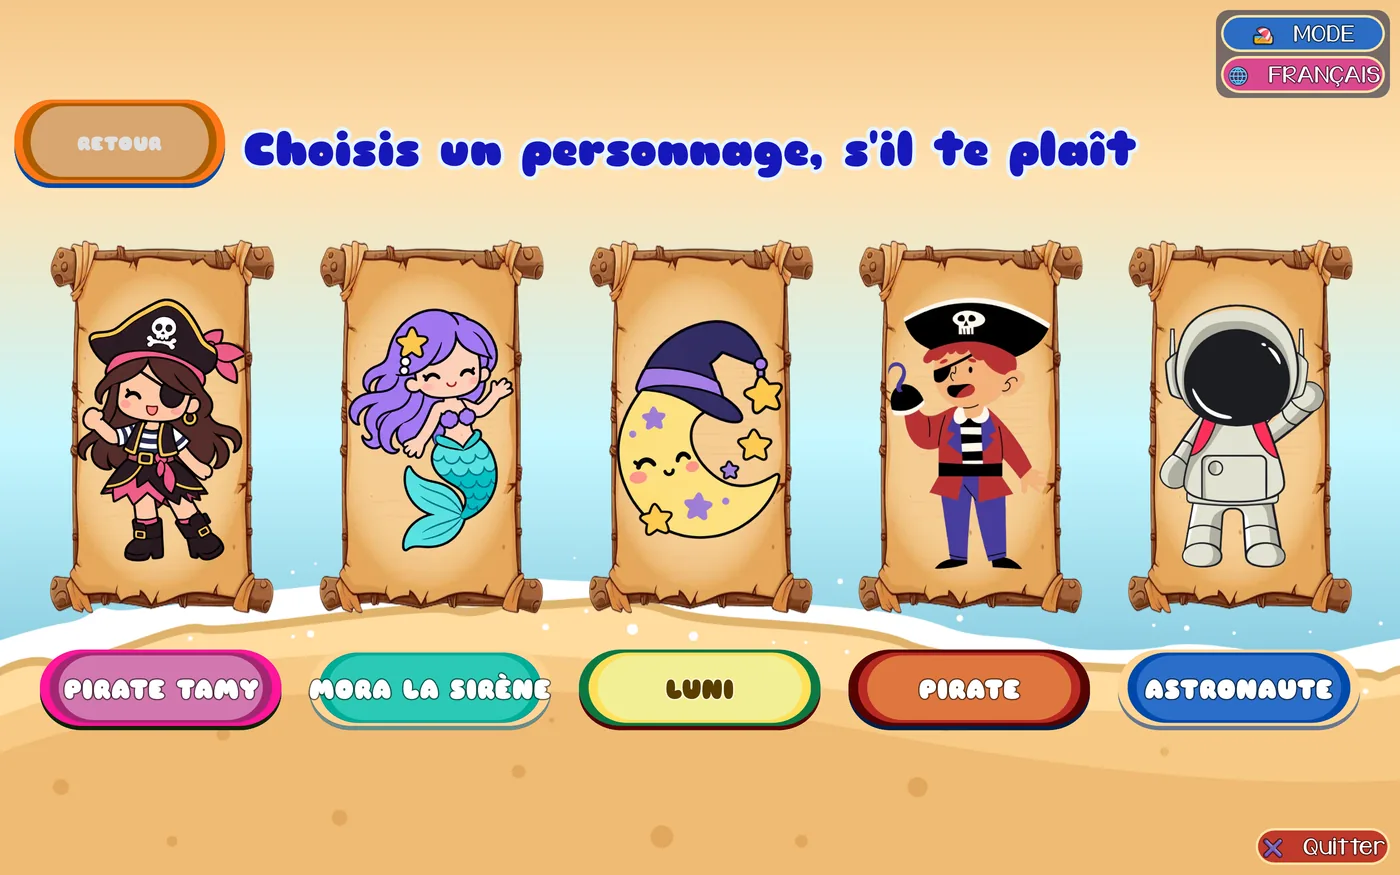 MODE
FRANÇAIS
RETOUR
Choisis un personnage, s'il te plaît
PIRATE TAMY
MORA LA SIRÈNE
LUNI
PIRATE
ASTRONAUTE
Quitter